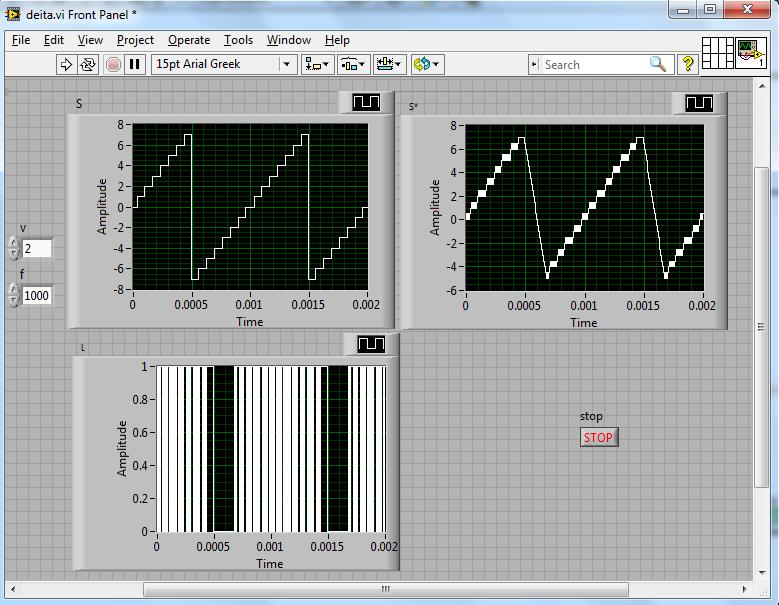 deita.vi Front Panel *
File Edit View Project Operate Tools Window Help
15pt Arial Greek
Search
?
1
S
Amplitude
8
6
4
2
0
-2
-4
-6
-8
0 0.0005 0.001 0.0015 0.002
Time
S*
Amplitude
8
6
4
2
0
-2
-4
-6
0 0.0005 0.001 0.0015 0.002
Time
v
2
f
1000
L
Amplitude
1
0.8
0.6
0.4
0.2
0
0 0.0005 0.001 0.0015 0.002
Time
stop
STOP